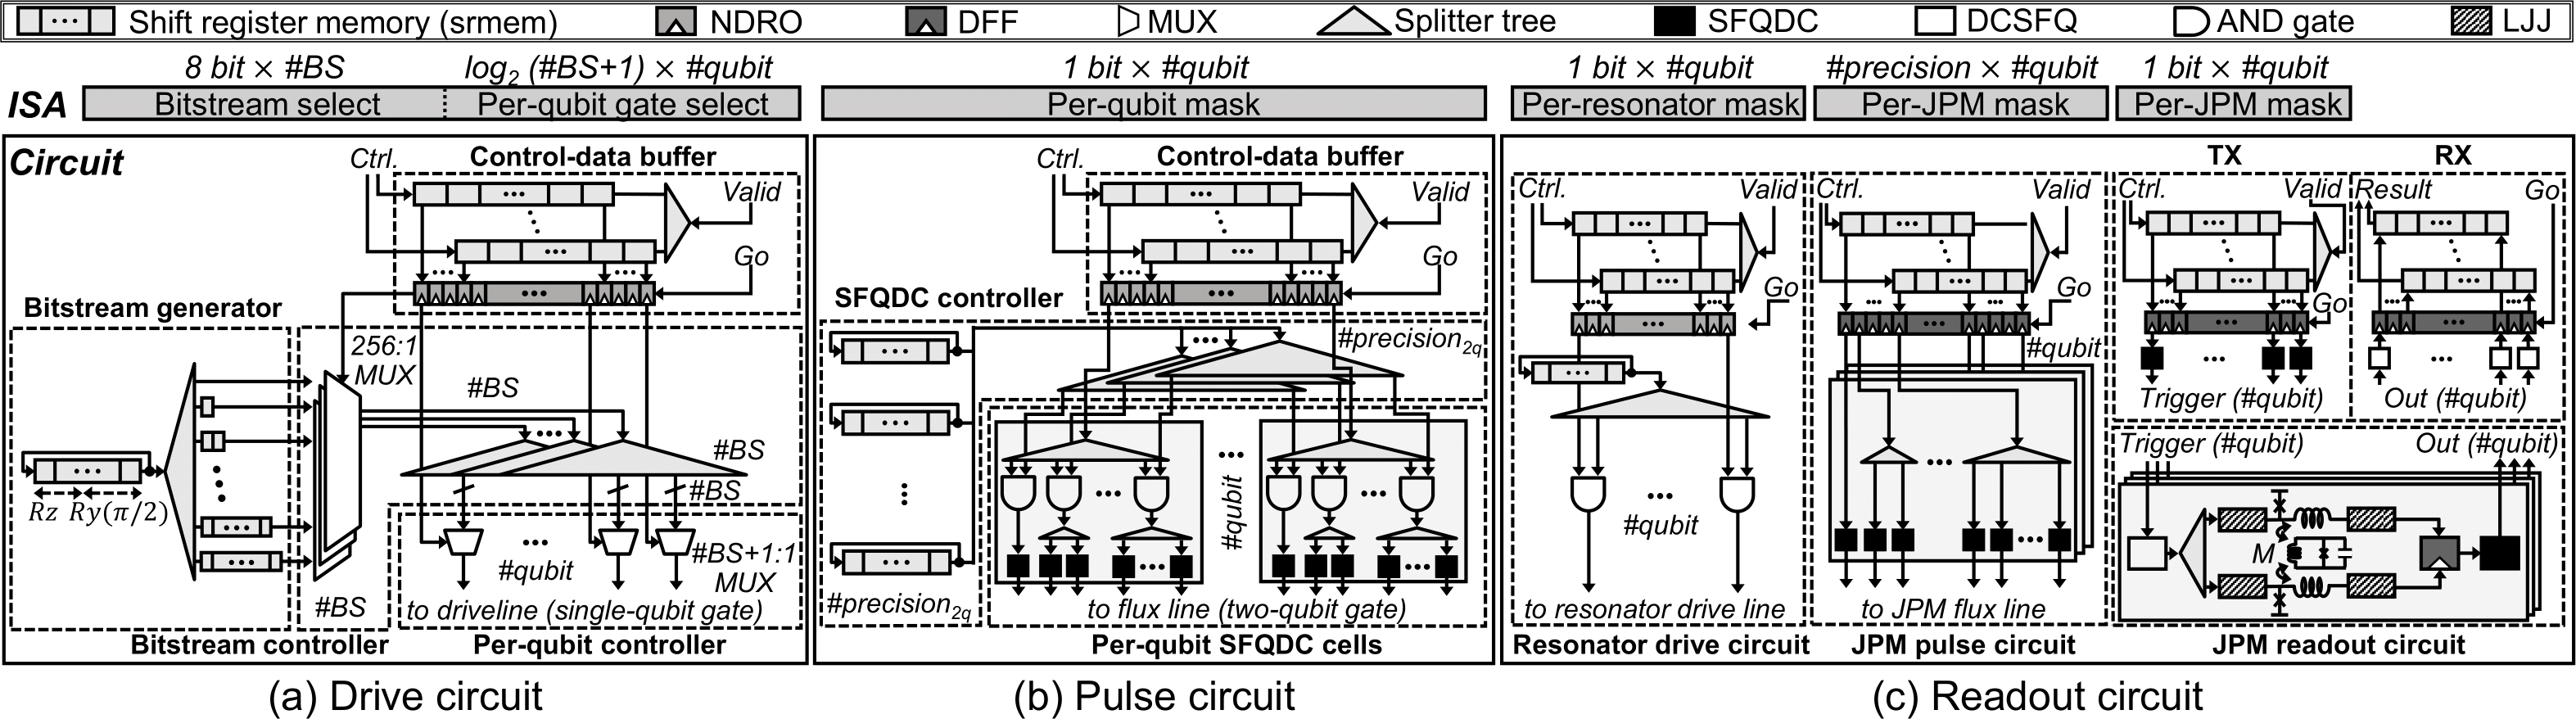 Shift register memory (srmem) NDRO DFF MUX Splitter tree SFQDC DCSFQ AND gate LJJ
8 bit × #BS log2 (#BS+1) × #qubit 1 bit × #qubit 1 bit × #qubit #precision × #qubit 1 bit × #qubit
ISA Bitstream select Per-qubit gate select Per-qubit mask Per-resonator mask Per-JPM mask Per-JPM mask
Circuit
Ctrl. Control-data buffer
Valid
Go
Bitstream generator
256:1
MUX
#BS
#BS
#BS
Rz Ry(π/2)
#qubit
#BS+1:1
MUX
#BS
to driveline (single-qubit gate)
Bitstream controller Per-qubit controller
(a) Drive circuit
Ctrl. Control-data buffer
Valid
Go
SFQDC controller
#precision2q
#qubit
#precision2q
to flux line (two-qubit gate)
Per-qubit SFQDC cells
(b) Pulse circuit
Ctrl. Valid
Go
#qubit
to resonator drive line
Resonator drive circuit
Ctrl. Valid
Go
#qubit
to JPM flux line
JPM pulse circuit
TX RX
Ctrl. Valid Result Go
Go
Trigger (#qubit) Out (#qubit)
Trigger (#qubit) Out (#qubit)
M
JPM readout circuit
(c) Readout circuit